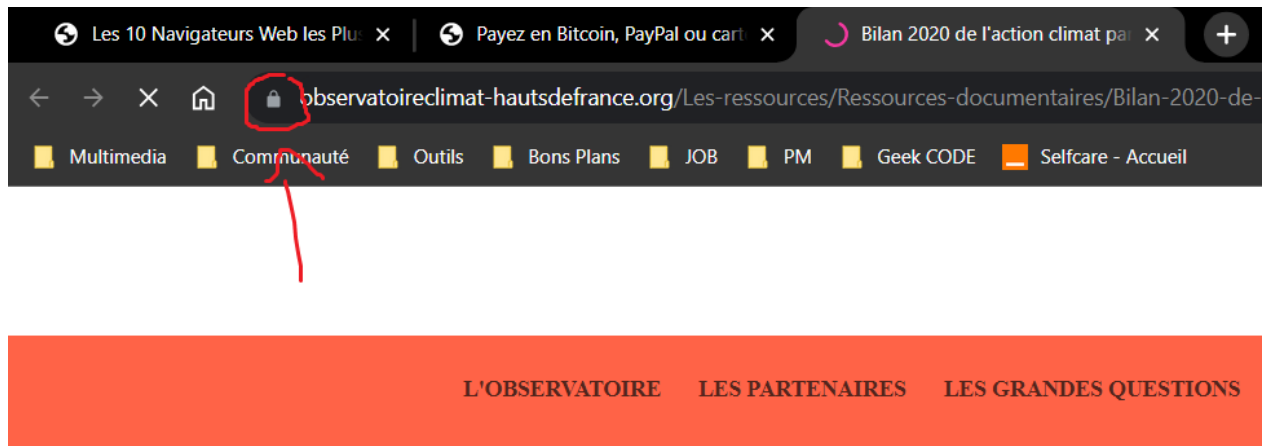 Les 10 Navigateurs Web les Plus Payez en Bitcoin, PayPal ou cart Bilan 2020 de l'action climat par
observatoireclimat-hautsdefrance.org/Les-ressources/Ressources-documentaires/Bilan-2020-de-
Multimedia Communauté Outils Bons Plans JOB PM Geek CODE Selfcare - Accueil
L'OBSERVATOIRE LES PARTENAIRES LES GRANDES QUESTIONS